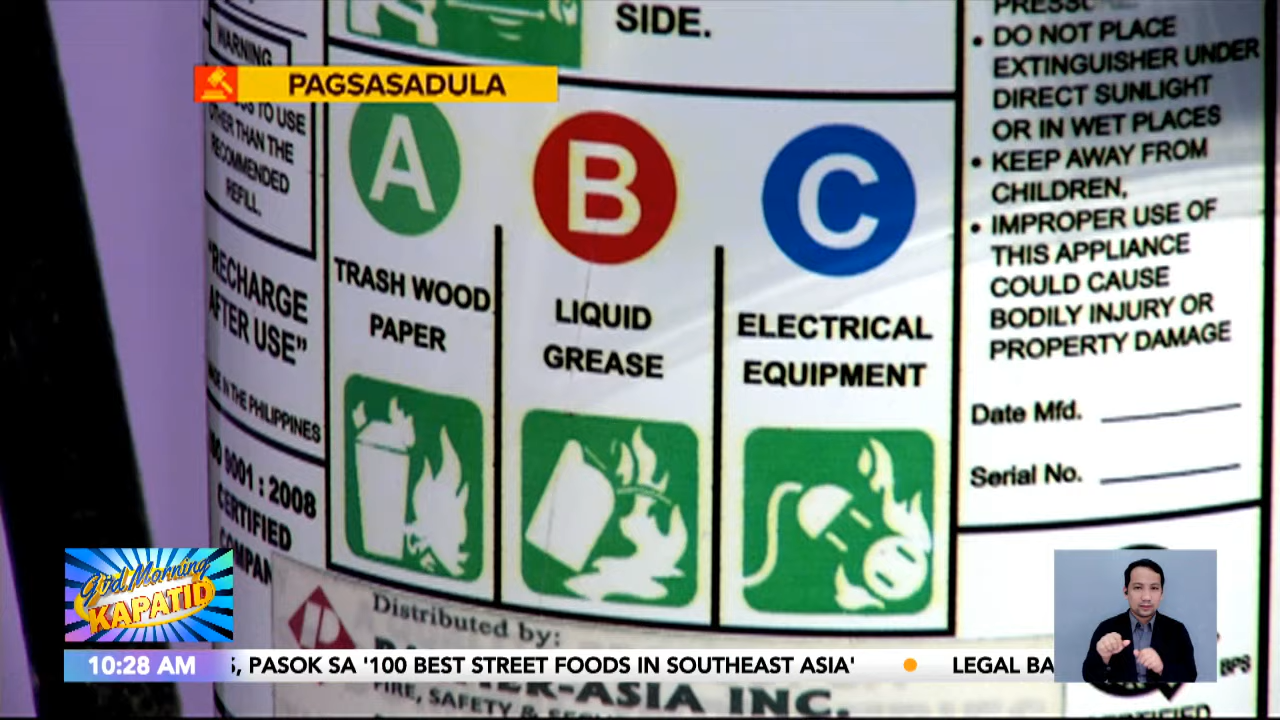 SIDE.
PAGSASADULA
WARNING
TO USE
OTHER THAN THE
RECOMMENDED
REFILL.
"RECHARGE
AFTER USE"
MADE IN THE PHILIPPINES
ISO 9001 : 2008
CERTIFIED
A
TRASH WOOD
PAPER
B
LIQUID
GREASE
C
ELECTRICAL
EQUIPMENT
• DO NOT PLACE
EXTINGUISHER UNDER
DIRECT SUNLIGHT
OR IN WET PLACES
• KEEP AWAY FROM
CHILDREN,
• IMPROPER USE OF
THIS APPLIANCE
COULD CAUSE
BODILY INJURY OR
PROPERTY DAMAGE
Date Mfd.
Serial No.
Distributed by:
-ASIA INC.
FIRE, SAFETY &
BPS
Gud Morning
KAPATID
10:28 AM
, PASOK SA '100 BEST STREET FOODS IN SOUTHEAST ASIA' • LEGAL BA